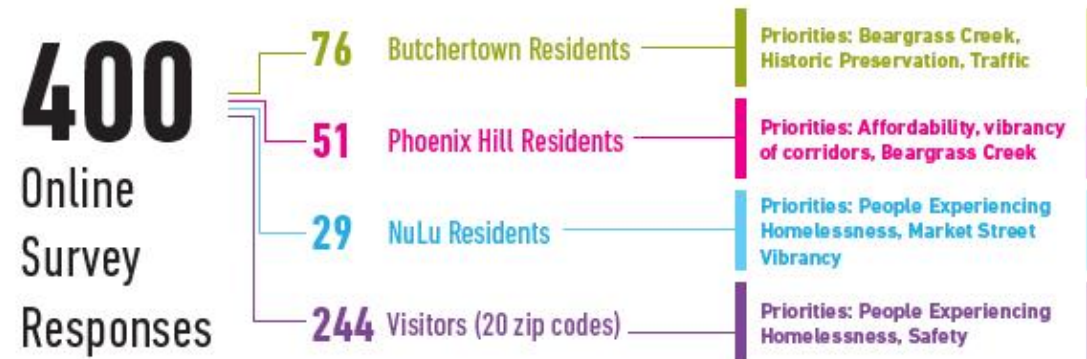 400
Online
Survey
Responses
76 Butchertown Residents
Priorities: Beargrass Creek,
Historic Preservation, Traffic
51 Phoenix Hill Residents
Priorities: Affordability, vibrancy
of corridors, Beargrass Creek
29 NuLu Residents
Priorities: People Experiencing
Homelessness, Market Street
Vibrancy
244 Visitors (20 zip codes)
Priorities: People Experiencing
Homelessness, Safety